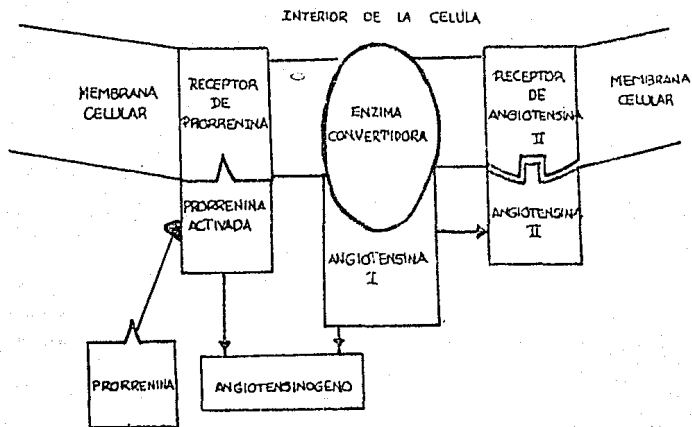 INTERIOR DE LA CELULA
MEMBRANA
CELULAR
RECEPTOR
DE
PRORRENINA
ENZIMA
CONVERTIDORA
RECEPTOR
DE
ANGIOTENSINA
II
MEMBRANA
CELULAR
PRORRENINA
ACTIVADA
ANGIOTENSINA
I
ANGIOTENSINA
II
PRORRENINA
ANGIOTENSINOGENO